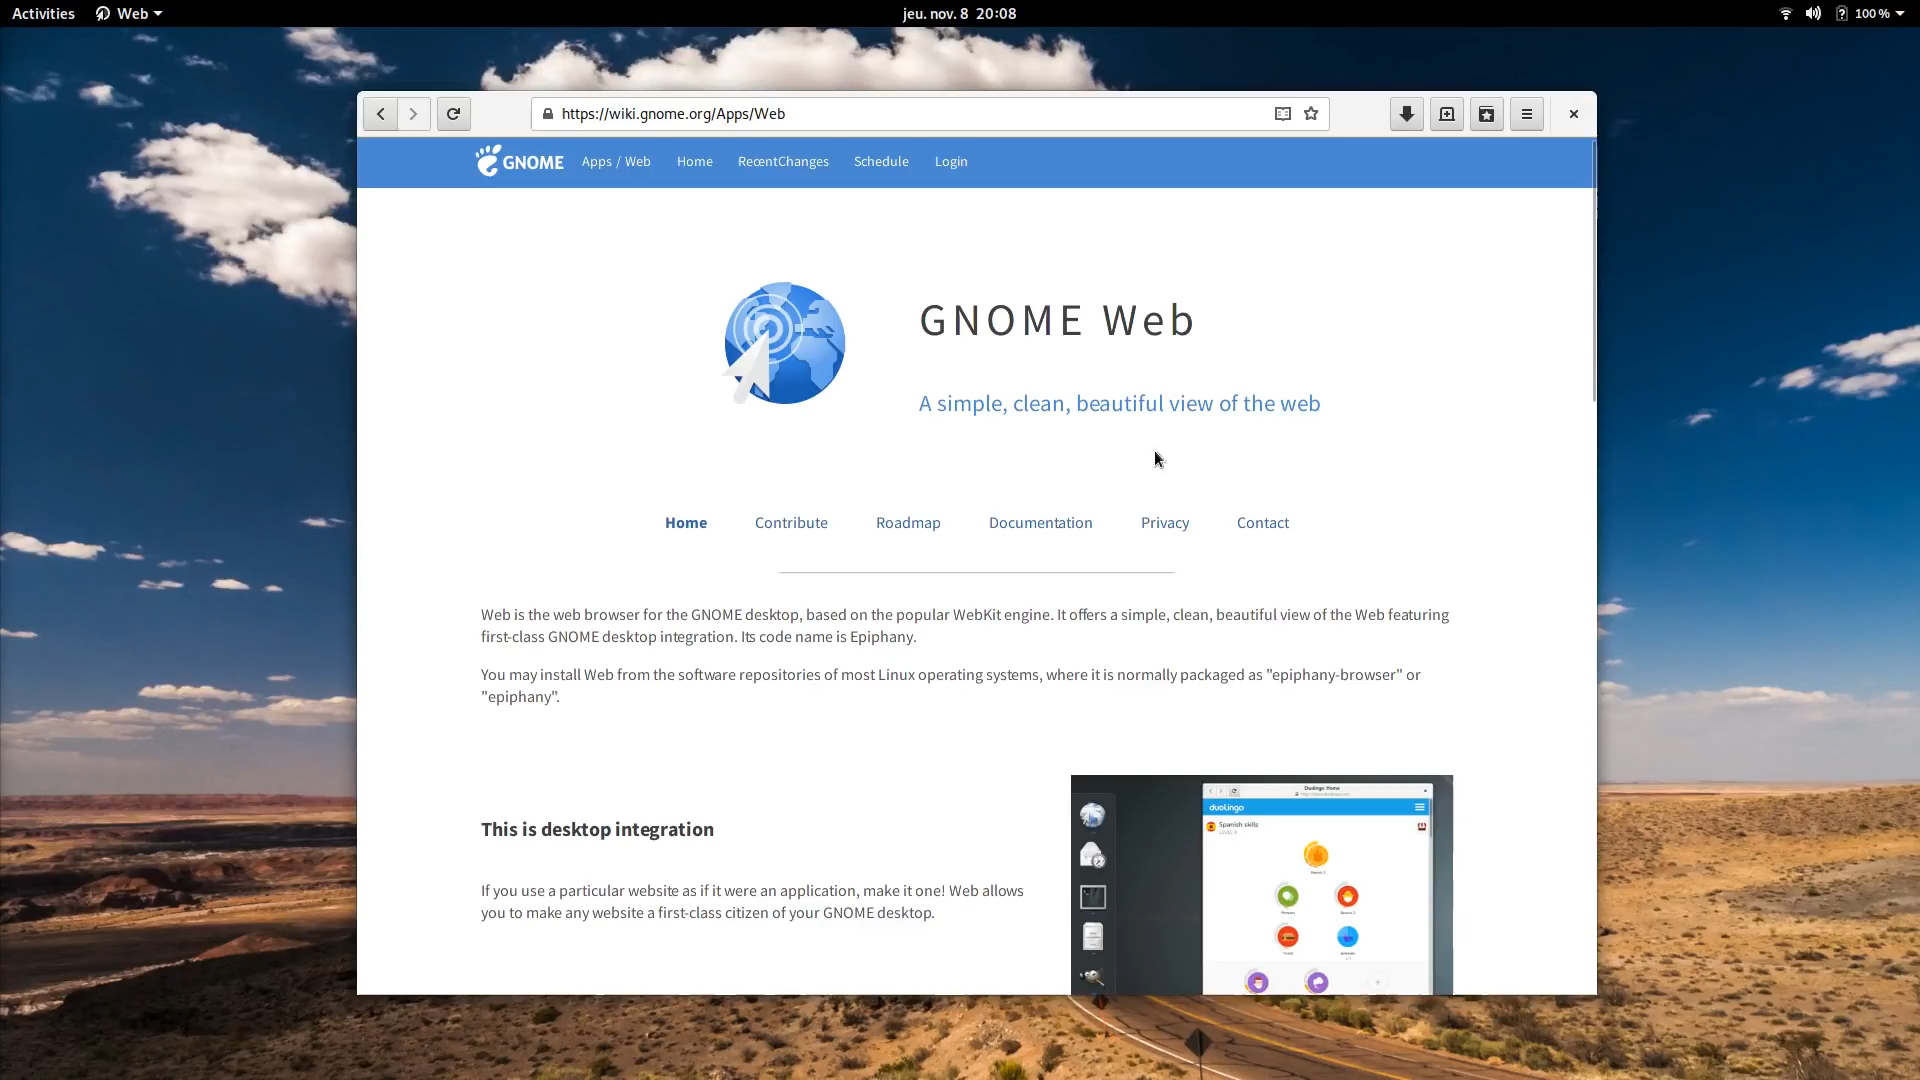 Activities Web jeu. nov. 8 20:08 100 %
https://wiki.gnome.org/Apps/Web
GNOME Apps / Web Home RecentChanges Schedule Login
GNOME Web
A simple, clean, beautiful view of the web
Home Contribute Roadmap Documentation Privacy Contact
Web is the web browser for the GNOME desktop, based on the popular WebKit engine. It offers a simple, clean, beautiful view of the Web featuring
first-class GNOME desktop integration. Its code name is Epiphany.
You may install Web from the software repositories of most Linux operating systems, where it is normally packaged as "epiphany-browser" or
"epiphany".
Duolingo: Home
duolingo
Spanish skills
This is desktop integration
If you use a particular website as if it were an application, make it one! Web allows
you to make any website a first-class citizen of your GNOME desktop.